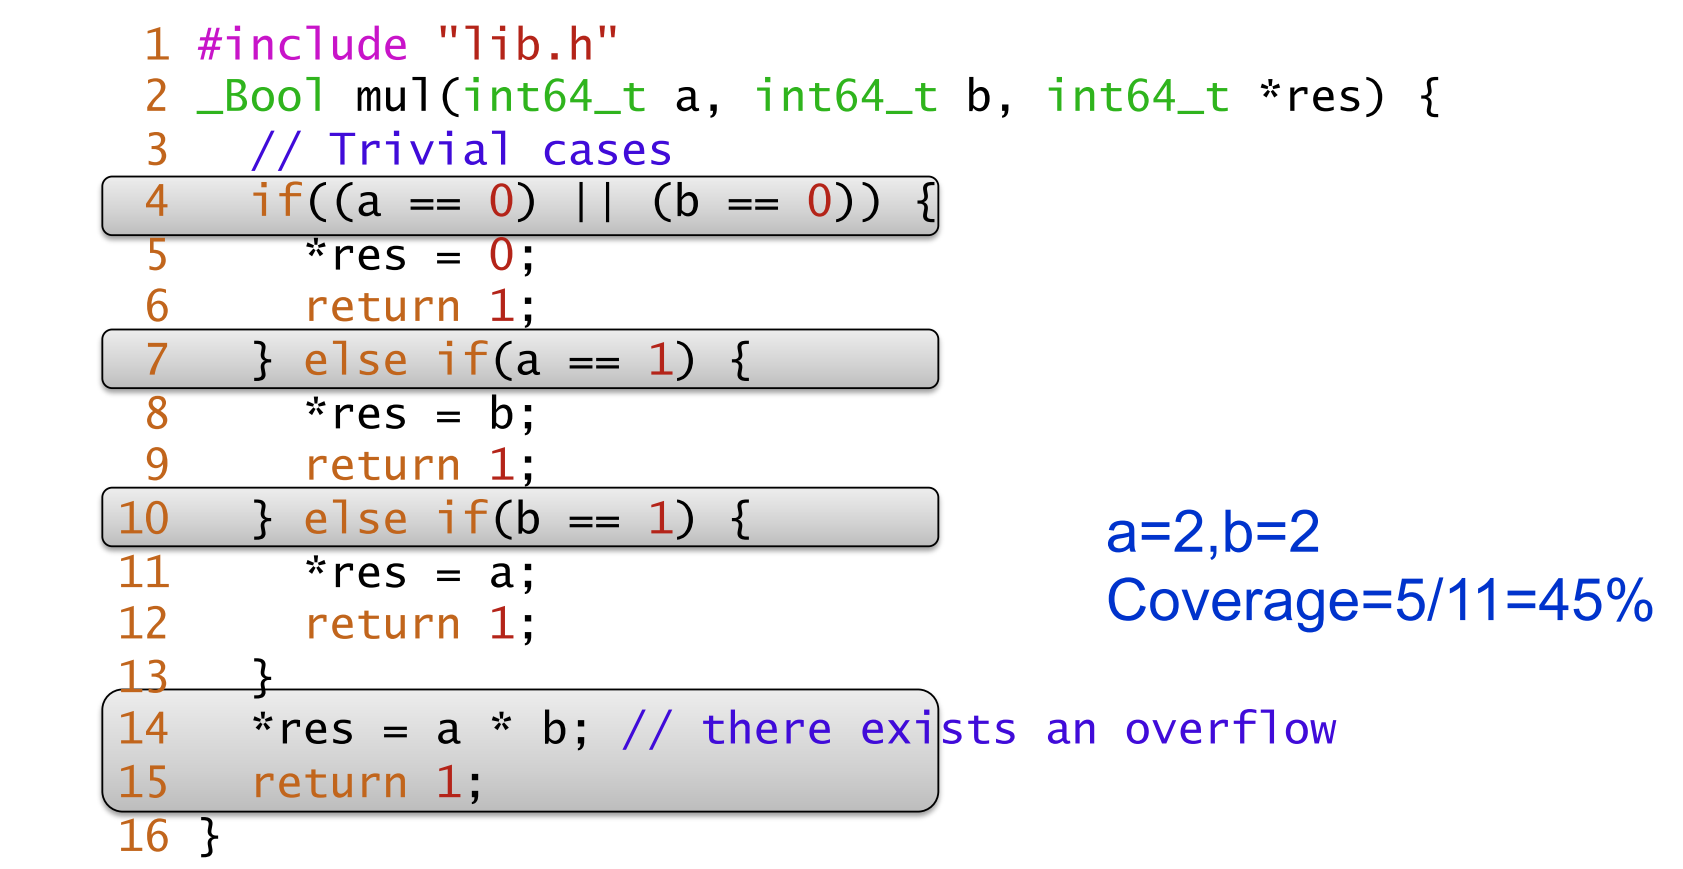 1 #include "lib.h"
2 _Bool mul(int64_t a, int64_t b, int64_t *res) {
3   // Trivial cases
4   if((a == 0) || (b == 0)) {
5     *res = 0;
6     return 1;
7   } else if(a == 1) {
8     *res = b;
9     return 1;
10   } else if(b == 1) {
11     *res = a;
12     return 1;
13   }
14   *res = a * b; // there exists an overflow
15   return 1;
16 }
a=2,b=2
Coverage=5/11=45%